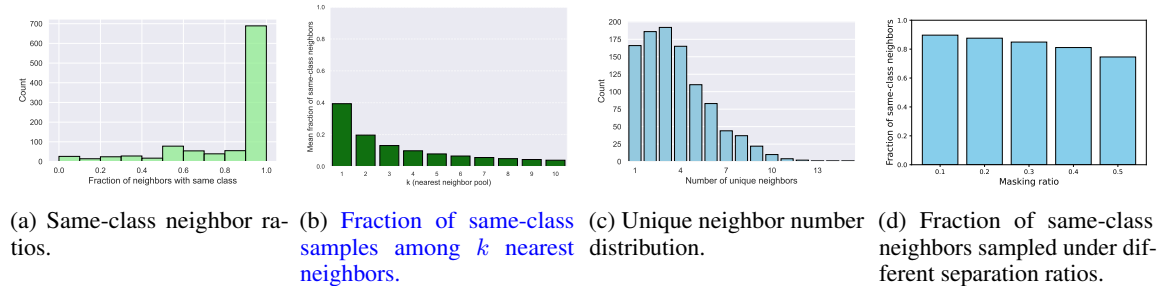 700
600
500
400
300
200
100
0
Count
0.0 0.2 0.4 0.6 0.8 1.0
Fraction of neighbors with same class
1.0
0.8
0.6
0.4
0.2
0.0
Mean fraction of same-class neighbors
1 2 3 4 5 6 7 8 9 10
k (nearest neighbor pool)
200
175
150
125
100
75
50
25
0
Count
1 4 7 10 13
Number of unique neighbors
1.0
0.8
0.6
0.4
0.2
0.0
Fraction of same-class neighbors
0.1 0.2 0.3 0.4 0.5
Masking ratio
(a) Same-class neighbor ra-
tios.
(b) Fraction of same-class
samples among k nearest
neighbors.
(c) Unique neighbor number
distribution.
(d) Fraction of same-class
neighbors sampled under dif-
ferent separation ratios.